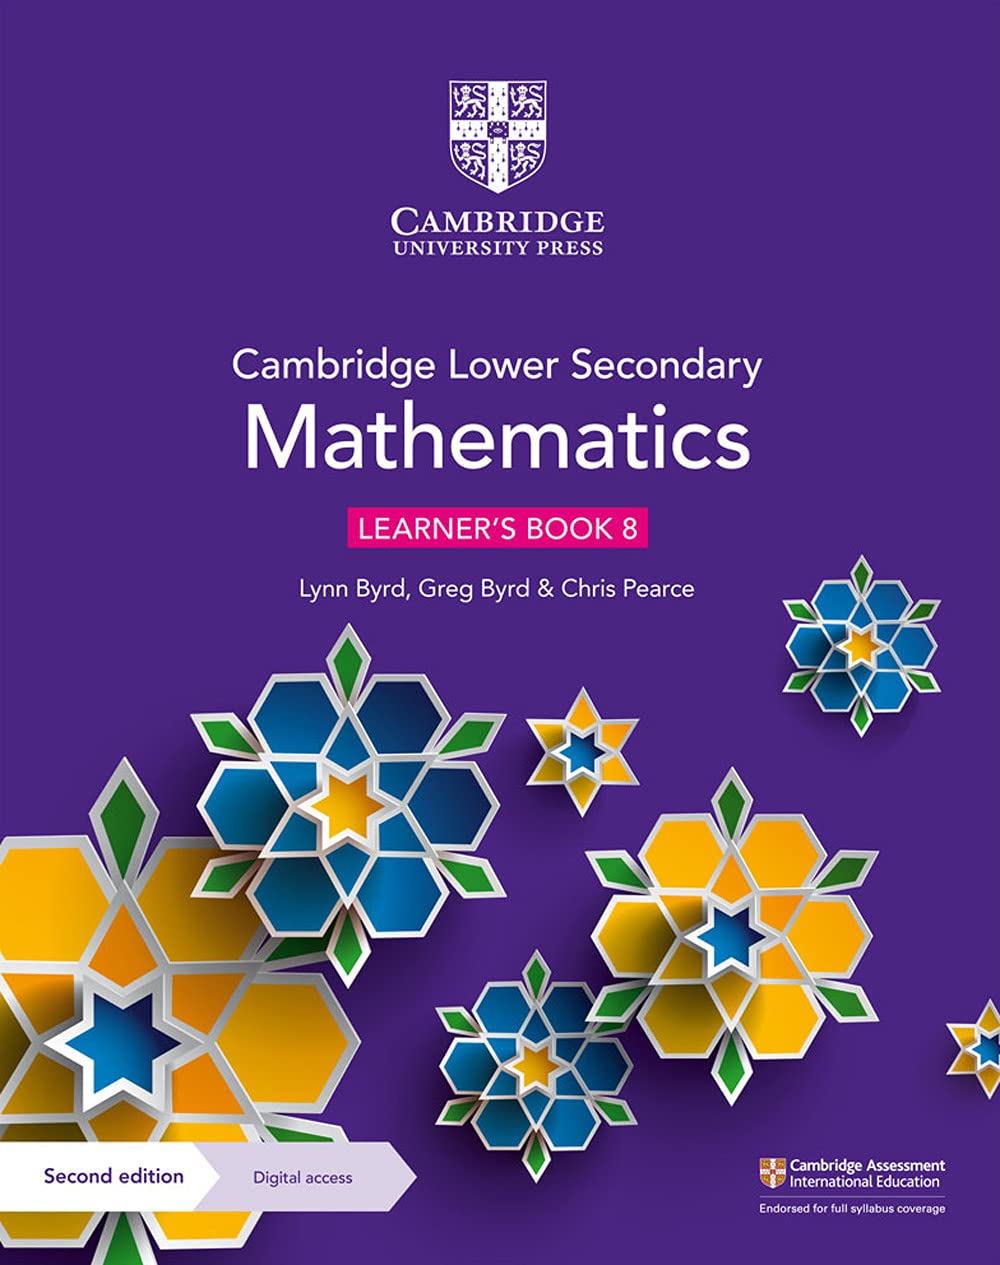 CAMBRIDGE
UNIVERSITY PRESS
Cambridge Lower Secondary
Mathematics
LEARNER'S BOOK 8
Lynn Byrd, Greg Byrd & Chris Pearce
Second edition
Digital access
Cambridge Assessment
International Education
Endorsed for full syllabus coverage